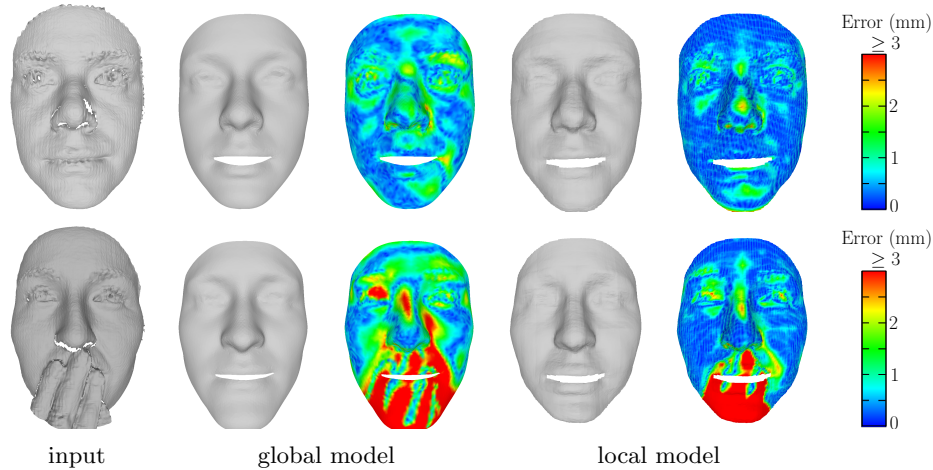 Error (mm)
≥ 3
2
1
0
Error (mm)
≥ 3
2
1
0
input
global model
local model